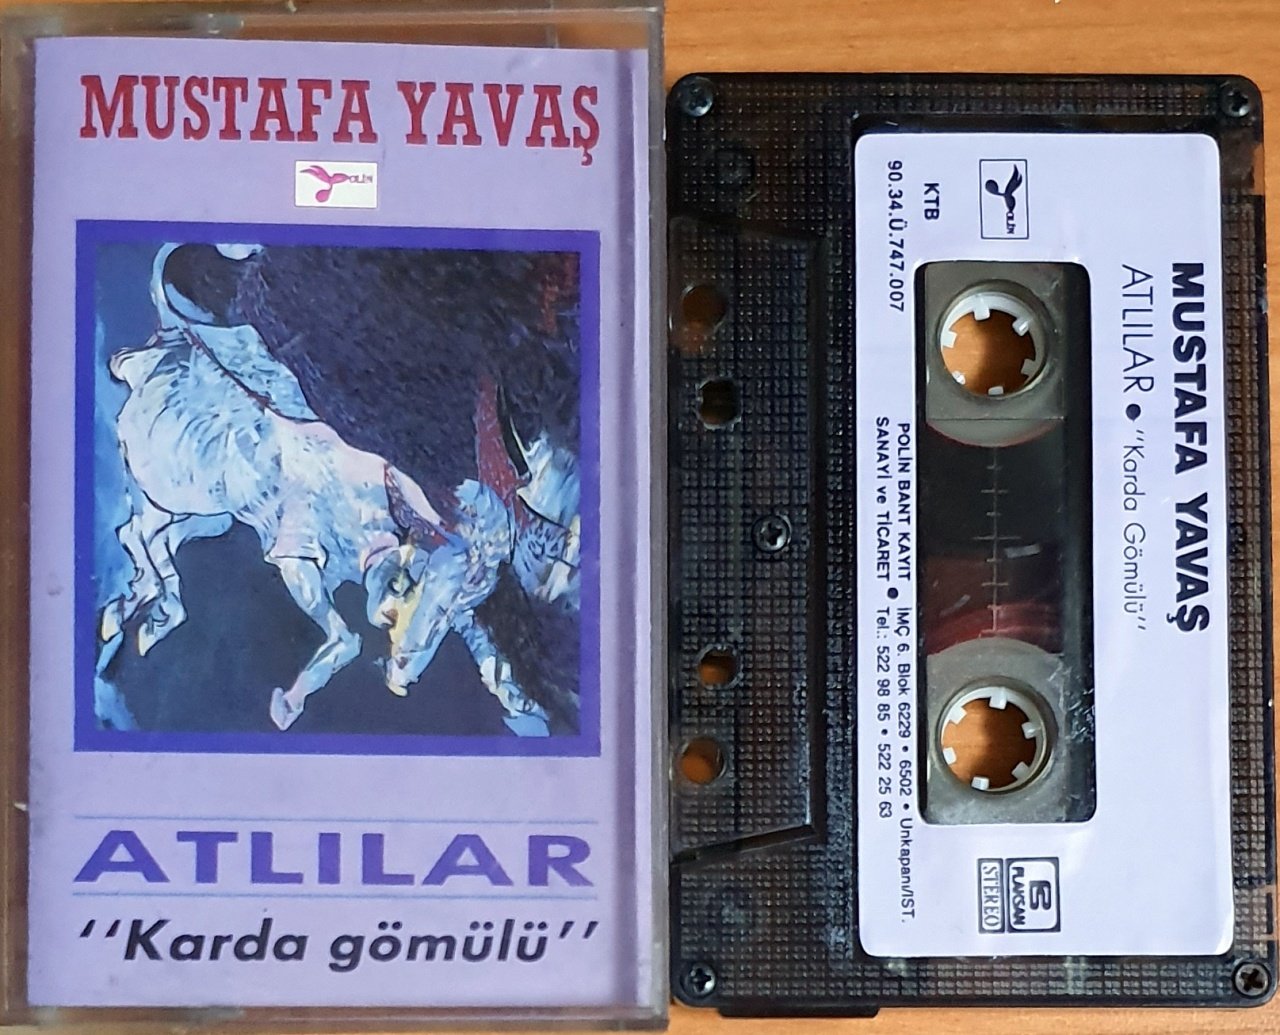 MUSTAFA YAVAŞ
POLİN
ATLILAR
“Karda gömülü”
MUSTAFA YAVAŞ
ATLILAR ● “Karda Gömülü”
POLİN
KTB
90.34.Ü.747.007
POLİN BANT KAYIT ● İMÇ 6. Blok 6229 • 6502 • Unkapanı/İST.
SANAYİ ve TİCARET ● Tel.: 522 98 85 • 522 25 63
PLAKSAN
STEREO